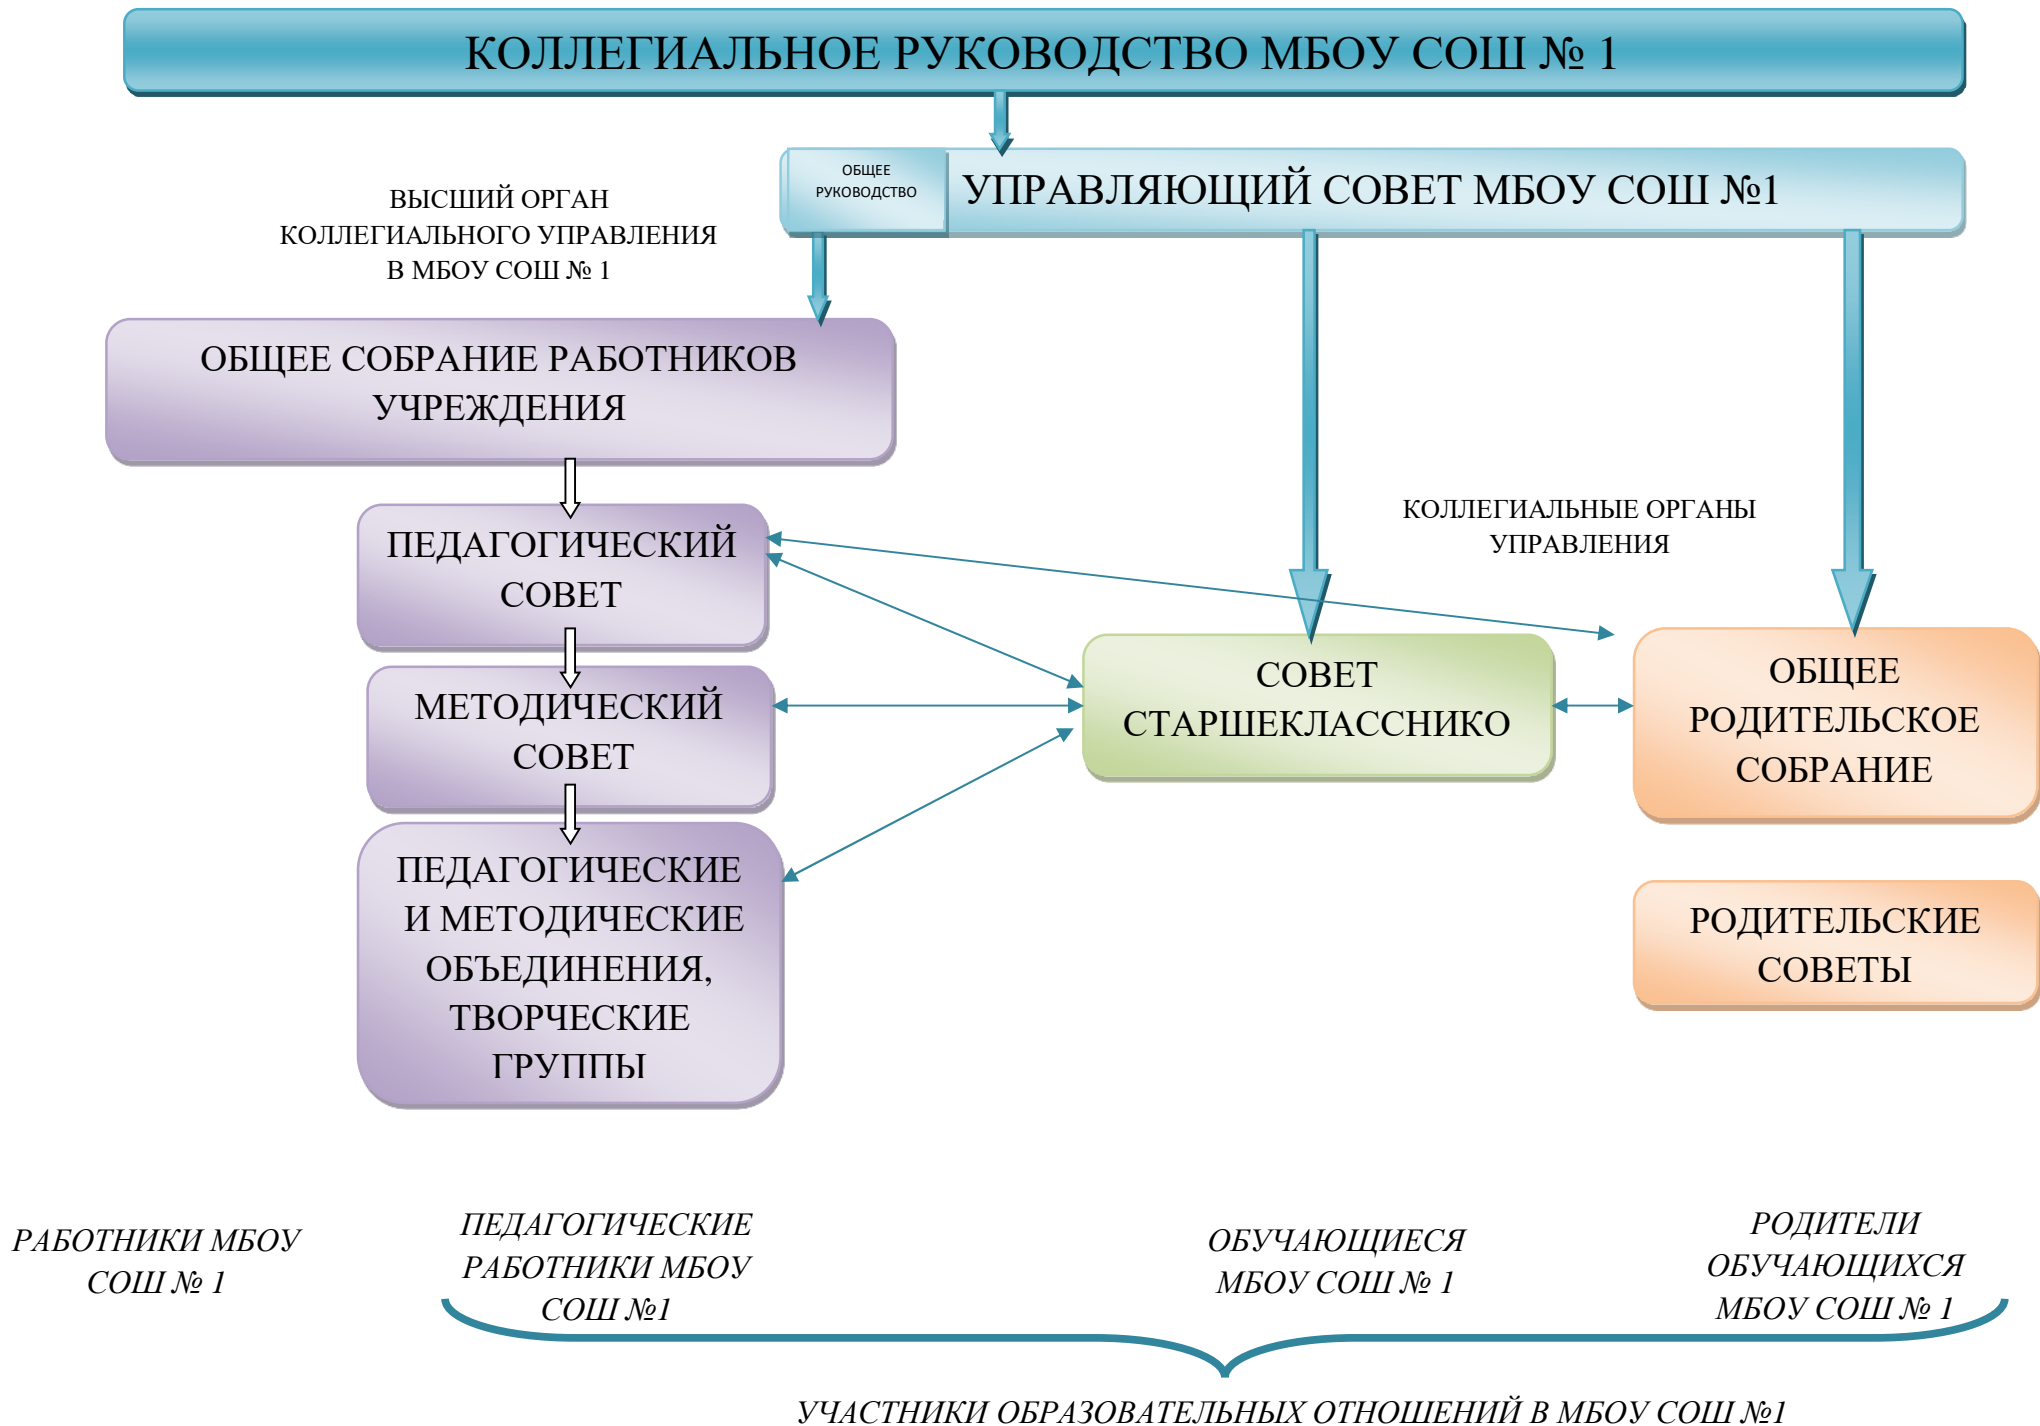 КОЛЛЕГИАЛЬНОЕ РУКОВОДСТВО МБОУ СОШ № 1
ОБЩЕЕ
РУКОВОДСТВО
УПРАВЛЯЮЩИЙ СОВЕТ МБОУ СОШ №1
ВЫСШИЙ ОРГАН
КОЛЛЕГИАЛЬНОГО УПРАВЛЕНИЯ
В МБОУ СОШ № 1
ОБЩЕЕ СОБРАНИЕ РАБОТНИКОВ
УЧРЕЖДЕНИЯ
ПЕДАГОГИЧЕСКИЙ
СОВЕТ
КОЛЛЕГИАЛЬНЫЕ ОРГАНЫ
УПРАВЛЕНИЯ
МЕТОДИЧЕСКИЙ
СОВЕТ
СОВЕТ
СТАРШЕКЛАССНИКО
ОБЩЕЕ
РОДИТЕЛЬСКОЕ
СОБРАНИЕ
ПЕДАГОГИЧЕСКИЕ
И МЕТОДИЧЕСКИЕ
ОБЪЕДИНЕНИЯ,
ТВОРЧЕСКИЕ
ГРУППЫ
РОДИТЕЛЬСКИЕ
СОВЕТЫ
РАБОТНИКИ МБОУ
СОШ № 1
ПЕДАГОГИЧЕСКИЕ
РАБОТНИКИ МБОУ
СОШ №1
ОБУЧАЮЩИЕСЯ
МБОУ СОШ № 1
РОДИТЕЛИ
ОБУЧАЮЩИХСЯ
МБОУ СОШ № 1
УЧАСТНИКИ ОБРАЗОВАТЕЛЬНЫХ ОТНОШЕНИЙ В МБОУ СОШ №1